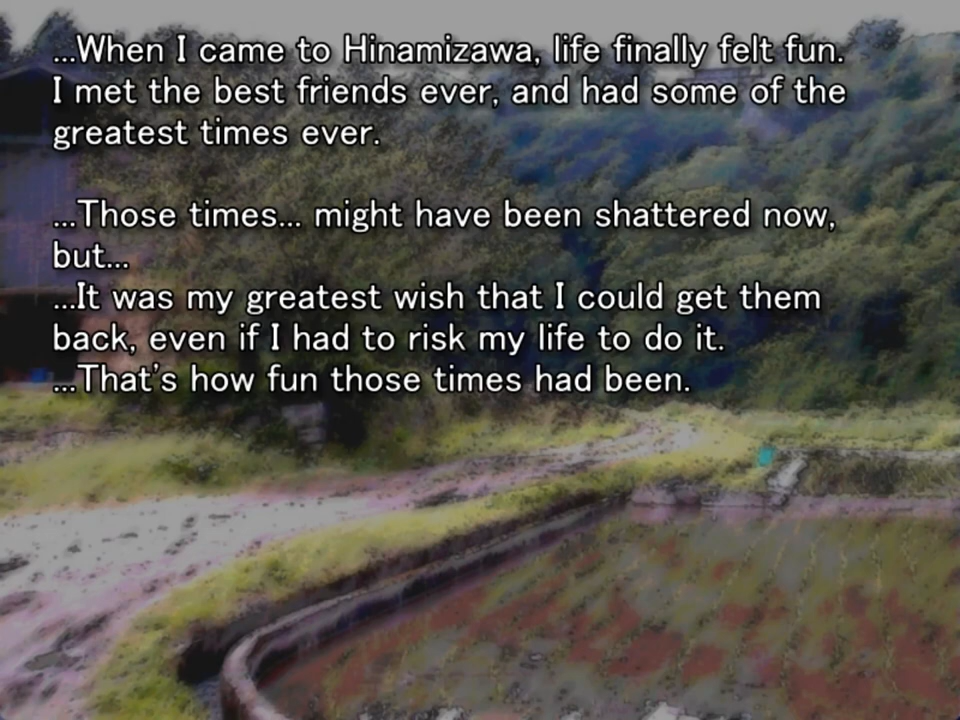 ...When I came to Hinamizawa, life finally felt fun.
I met the best friends ever, and had some of the
greatest times ever.
...Those times... might have been shattered now,
but...
...It was my greatest wish that I could get them
back, even if I had to risk my life to do it.
...That's how fun those times had been.